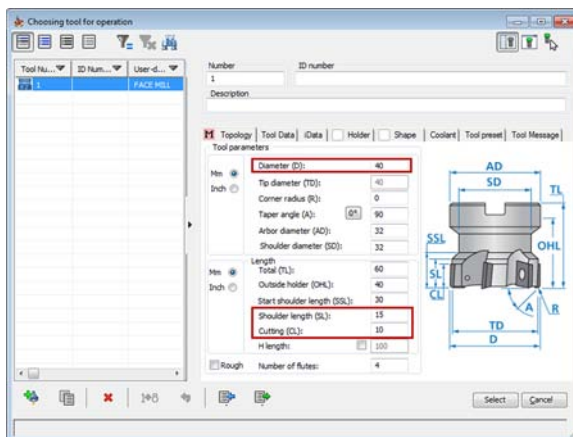 Choosing tool for operation
Tool Nu... ID Num... User-d...
1 FACE MILL
Number ID number
1
Description
Topology Tool Data iData Holder Shape Coolant Tool preset Tool Message
Tool parameters
Mm
Inch
Diameter (D): 40
Tip diameter (TD): 40
Corner radius (R): 0
Taper angle (A): 0° 90
Arbor diameter (AD): 32
Shoulder diameter (SD): 32
Length
Mm
Inch
Total (TL): 60
Outside holder (OHL): 40
Start shoulder length (SSL): 30
Shoulder length (SL): 15
Cutting (CL): 10
H length: 100
Rough Number of flutes: 4
AD
SD
TL
SSL
OHL
SL
CL
A
R
TD
D
Select Cancel